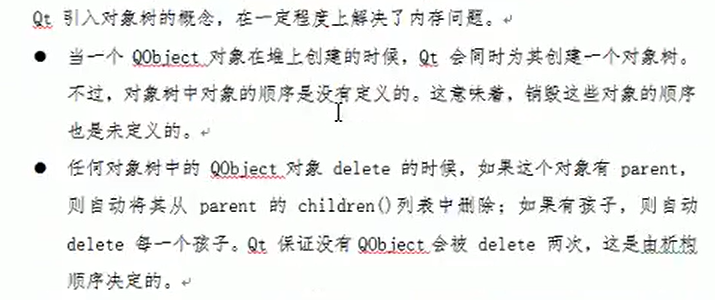 Qt 引入对象树的概念，在一定程度上解决了内存问题。
● 当一个 QObject 对象在堆上创建的时候，Qt 会同时为其创建一个对象树。
不过，对象树中对象的顺序是没有定义的。这意味着，销毁这些对象的顺序
也是未定义的。
● 任何对象树中的 QObject 对象 delete 的时候，如果这个对象有 parent，
则自动将其从 parent 的 children()列表中删除；如果有孩子，则自动
delete 每一个孩子。Qt 保证没有 QObject 会被 delete 两次，这是由析构
顺序决定的。